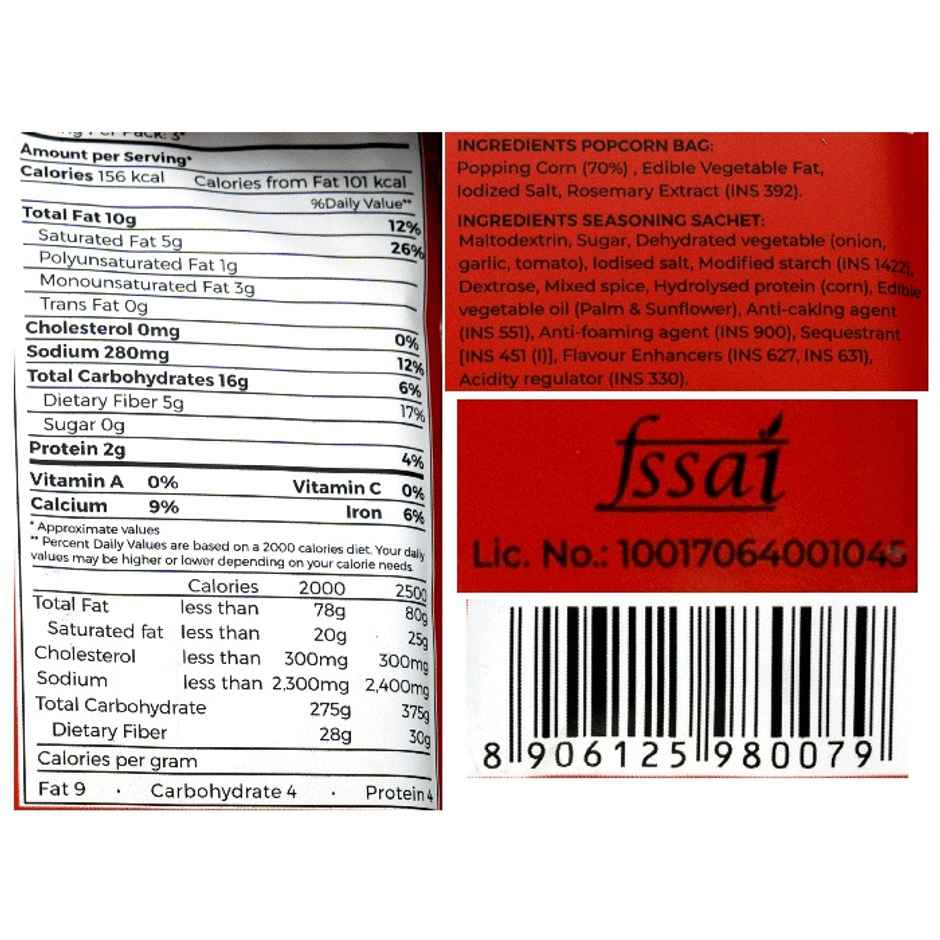 Per Pack: 3*
Amount per Serving*
Calories 156 kcal Calories from Fat 101 kcal
%Daily Value**
Total Fat 10g 12%
Saturated Fat 5g 26%
Polyunsaturated Fat 1g
Monounsaturated Fat 3g
Trans Fat 0g
Cholesterol 0mg 0%
Sodium 280mg 12%
Total Carbohydrates 16g 6%
Dietary Fiber 5g 17%
Sugar 0g
Protein 2g 4%
Vitamin A 0% Vitamin C 0%
Calcium 9% Iron 6%
* Approximate values
** Percent Daily Values are based on a 2000 calories diet. Your daily
values may be higher or lower depending on your calorie needs.
Calories 2000 2500
Total Fat less than 78g 80g
Saturated fat less than 20g 25g
Cholesterol less than 300mg 300mg
Sodium less than 2,300mg 2,400mg
Total Carbohydrate 275g 375g
Dietary Fiber 28g 30g
Calories per gram
Fat 9 · Carbohydrate 4 · Protein 4
INGREDIENTS POPCORN BAG:
Popping Corn (70%) , Edible Vegetable Fat,
Iodized Salt, Rosemary Extract (INS 392).
INGREDIENTS SEASONING SACHET:
Maltodextrin, Sugar, Dehydrated vegetable (onion,
garlic, tomato), Iodised salt, Modified starch (INS 1422),
Dextrose, Mixed spice, Hydrolysed protein (corn), Edible
vegetable oil (Palm & Sunflower), Anti-caking agent
(INS 551), Anti-foaming agent (INS 900), Sequestrant
[INS 451 (I)], Flavour Enhancers (INS 627, INS 631),
Acidity regulator (INS 330).
fssai
Lic. No.: 10017064001045
8 906125 980079